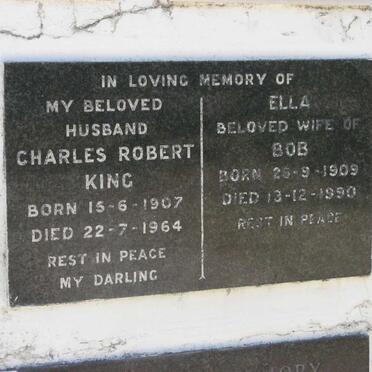 IN LOVING MEMORY OF
MY BELOVED
HUSBAND
CHARLES ROBERT
KING
BORN 15-6-1907
DIED 22-7-1964
REST IN PEACE
MY DARLING
ELLA
BELOVED WIFE OF
BOB
BORN 26-9-1909
DIED 13-12-1990
REST IN PEACE